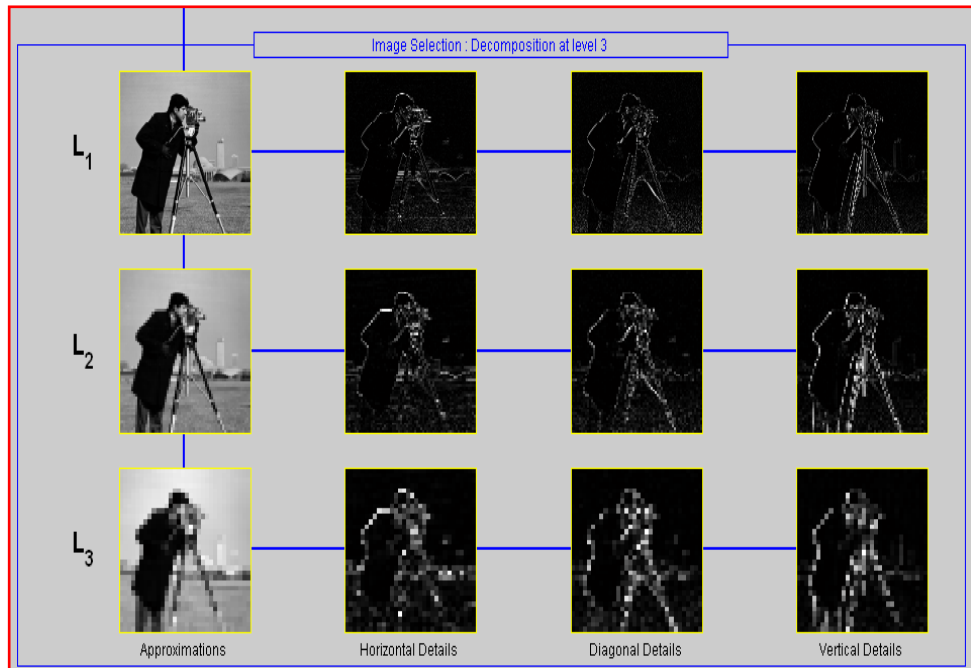 Image Selection : Decomposition at level 3
L1
L2
L3
Approximations Horizontal Details Diagonal Details Vertical Details